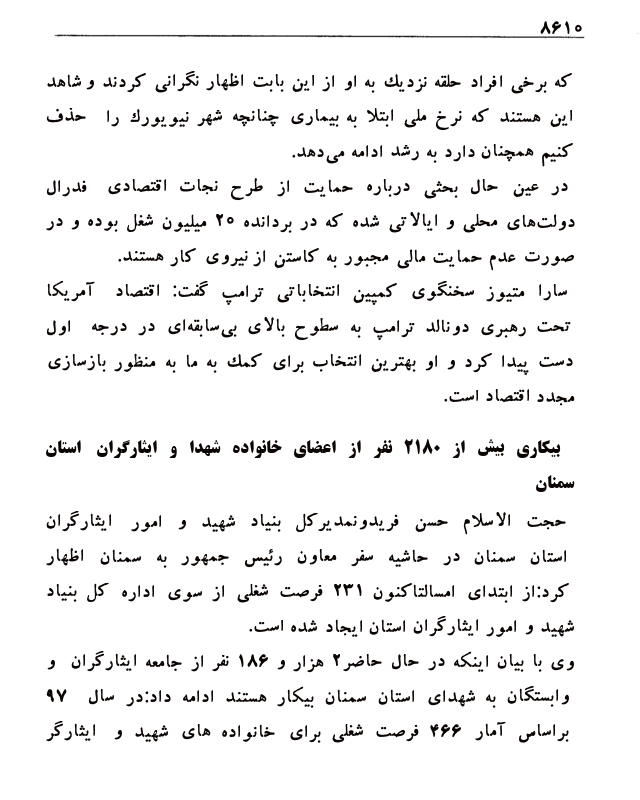 ۸۶۱۰
که برخی افراد حلقه نزدیك به او از این بابت اظهار نگرانی کردند و شاهد
این هستند که نرخ ملی ابتلا به بیماری چنانچه شهر نیویورك را حذف
کنیم همچنان دارد به رشد ادامه می‌دهد.
در عین حال بحثی درباره حمایت از طرح نجات اقتصادی فدرال
دولت‌های محلی و ایالاتی شده که در بردانده ۲۵ میلیون شغل بوده و در
صورت عدم حمایت مالی مجبور به کاستن از نیروی کار هستند.
سارا متیوز سخنگوی کمپین انتخاباتی ترامپ گفت: اقتصاد آمریکا
تحت رهبری دونالد ترامپ به سطوح بالای بی‌سابقه‌ای در درجه اول
دست پیدا کرد و او بهترین انتخاب برای کمك به ما به منظور بازسازی
مجدد اقتصاد است.
بیکاری بیش از ۲۱۸۰ نفر از اعضای خانواده شهدا و ایثارگران استان
سمنان
حجت الاسلام حسن فریدونمدیرکل بنیاد شهید و امور ایثارگران
استان سمنان در حاشیه سفر معاون رئیس جمهور به سمنان اظهار
کرد:از ابتدای امسالتاکنون ۲۳۱ فرصت شغلی از سوی اداره کل بنیاد
شهید و امور ایثارگران استان ایجاد شده است.
وی با بیان اینکه در حال حاضر۲ هزار و ۱۸۶ نفر از جامعه ایثارگران و
وابستگان به شهدای استان سمنان بیکار هستند ادامه داد:در سال ۹۷
براساس آمار ۴۶۶ فرصت شغلی برای خانواده های شهید و ایثارگر